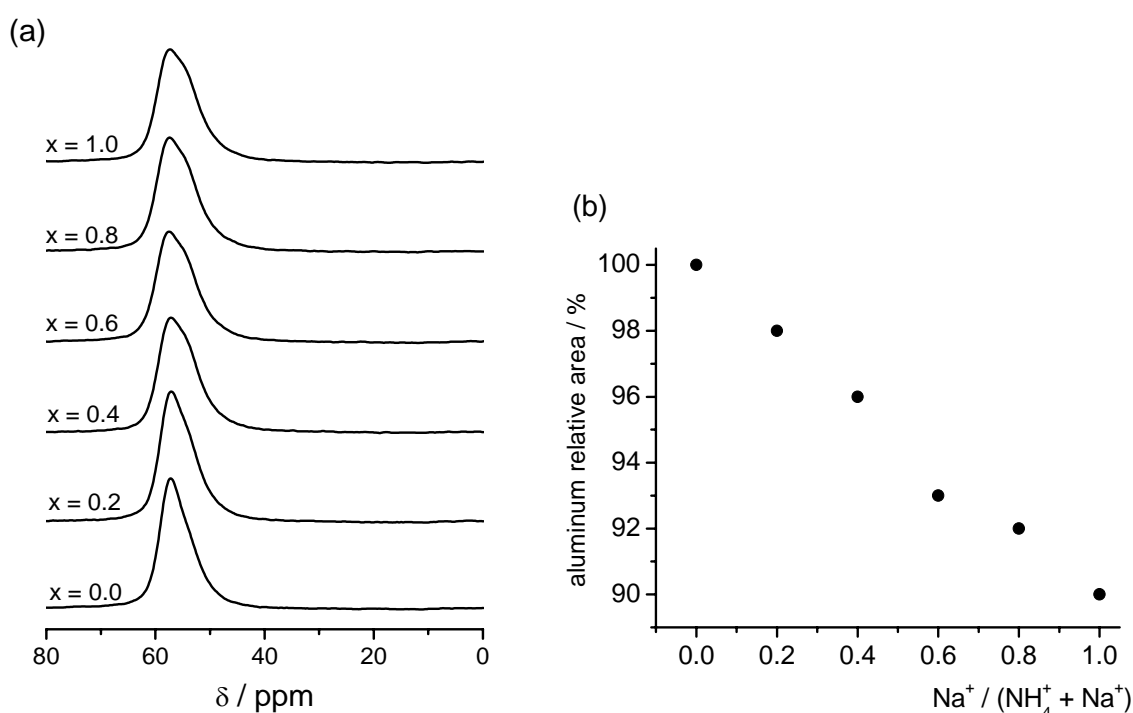 (a)
x = 1.0
x = 0.8
x = 0.6
x = 0.4
x = 0.2
x = 0.0
80 60 40 20 0
δ / ppm
(b)
aluminum relative area / %
100
98
96
94
92
90
0.0 0.2 0.4 0.6 0.8 1.0
Na⁺ / (NH₄⁺ + Na⁺)